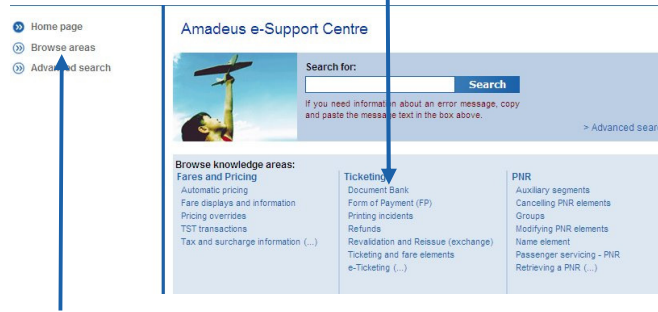 Home page
Browse areas
Advanced search
Amadeus e-Support Centre
Search for:
Search
If you need information about an error message, copy
and paste the message text in the box above.
> Advanced sear
Browse knowledge areas:
Fares and Pricing
Automatic pricing
Fare displays and information
Pricing overrides
TST transactions
Tax and surcharge information (...)
Ticketing
Document Bank
Form of Payment (FP)
Printing incidents
Refunds
Revalidation and Reissue (exchange)
Ticketing and fare elements
e-Ticketing (...)
PNR
Auxiliary segments
Cancelling PNR elements
Groups
Modifying PNR elements
Name element
Passenger servicing - PNR
Retrieving a PNR (...)